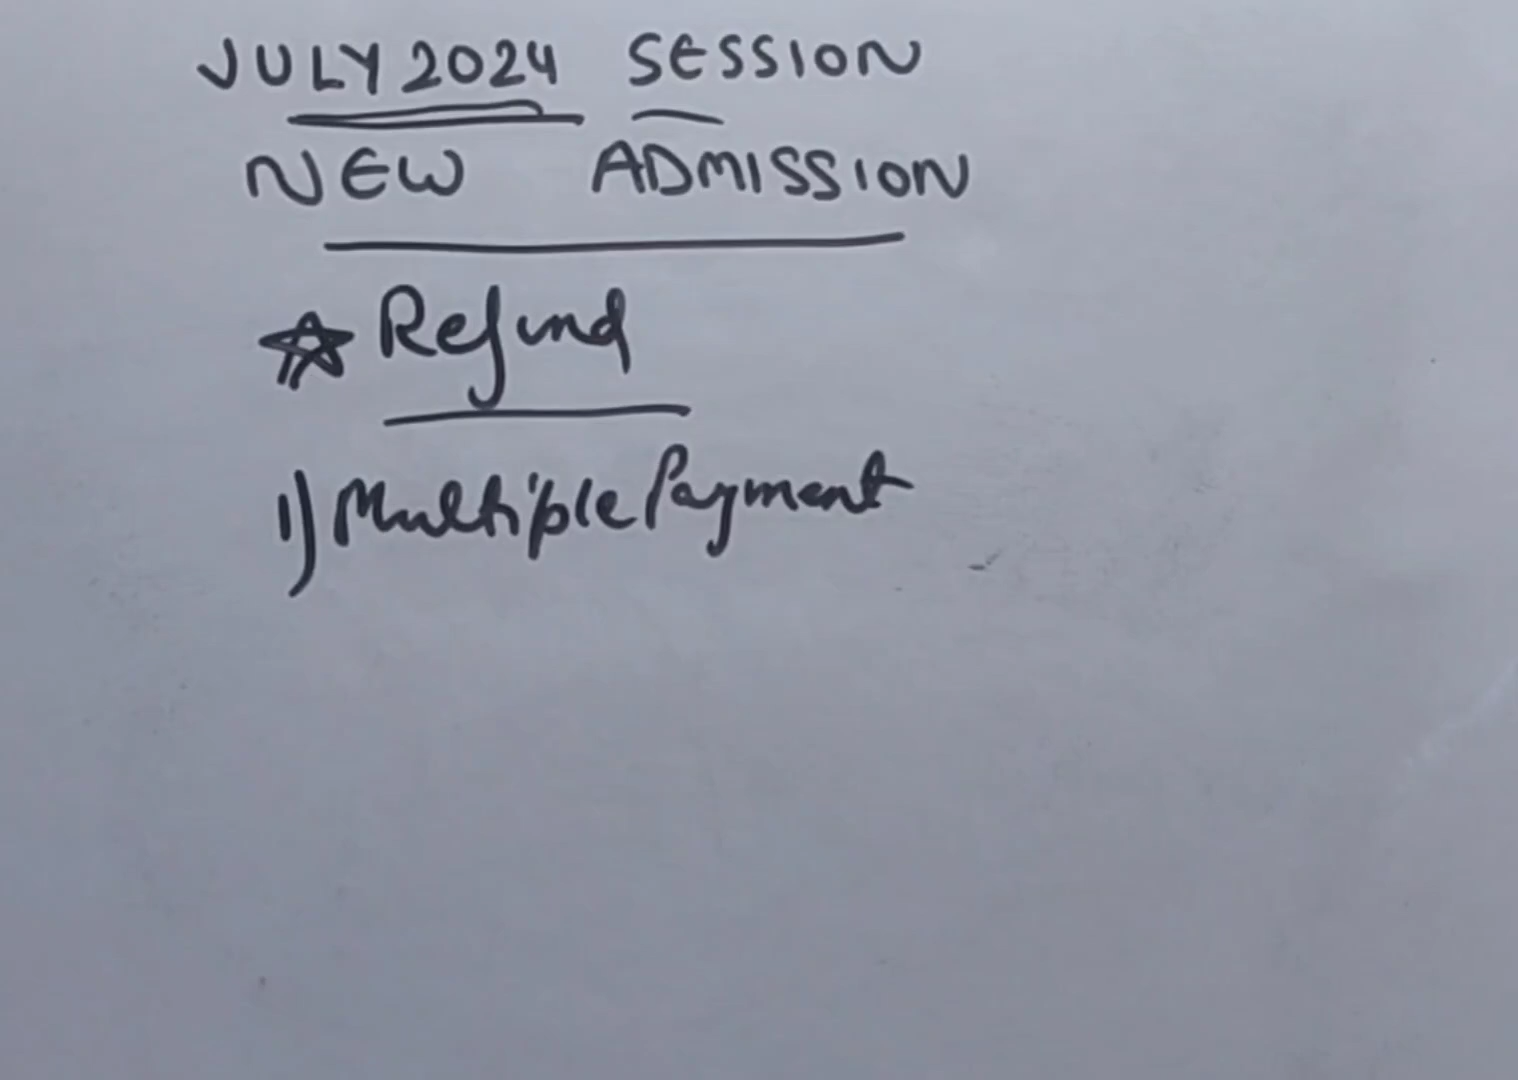 JULY 2024 SESSION
NEW ADMISSION
☆ Refund
1) Multiple Payment